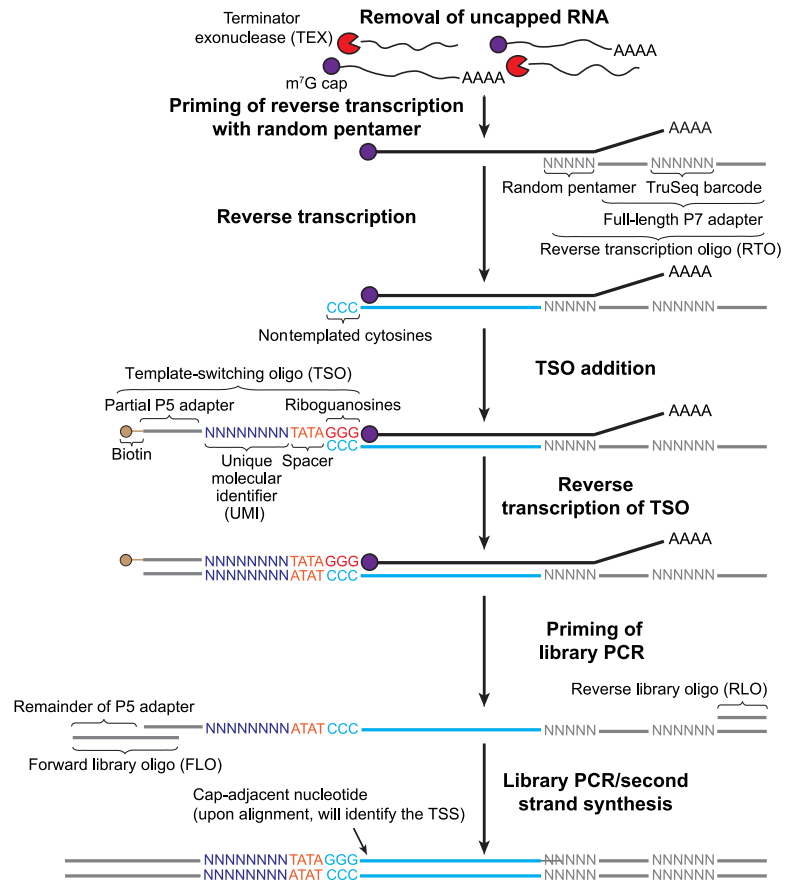 Removal of uncapped RNA
Terminator
exonuclease (TEX)
AAAA
m⁷G cap
AAAA
Priming of reverse transcription
with random pentamer
AAAA
NNNNN NNNNNN
Random pentamer TruSeq barcode
Full-length P7 adapter
Reverse transcription oligo (RTO)
Reverse transcription
AAAA
CCC NNNNN NNNNNN
Nontemplated cytosines
TSO addition
Template-switching oligo (TSO)
Partial P5 adapter Riboguanosines
AAAA
NNNNNNNN TATA GGG
CCC NNNNN NNNNNN
Biotin Unique Spacer
molecular
identifier
(UMI)
Reverse
transcription of TSO
AAAA
NNNNNNNN TATA GGG
NNNNNNNN ATAT CCC NNNNN NNNNNN
Priming of
library PCR
Reverse library oligo (RLO)
Remainder of P5 adapter
NNNNNNNN ATAT CCC NNNNN NNNNNN
Forward library oligo (FLO)
Library PCR/second
strand synthesis
Cap-adjacent nucleotide
(upon alignment, will identify the TSS)
NNNNNNNN TATA GGG NNNNN NNNNNN
NNNNNNNN ATAT CCC NNNNN NNNNNN